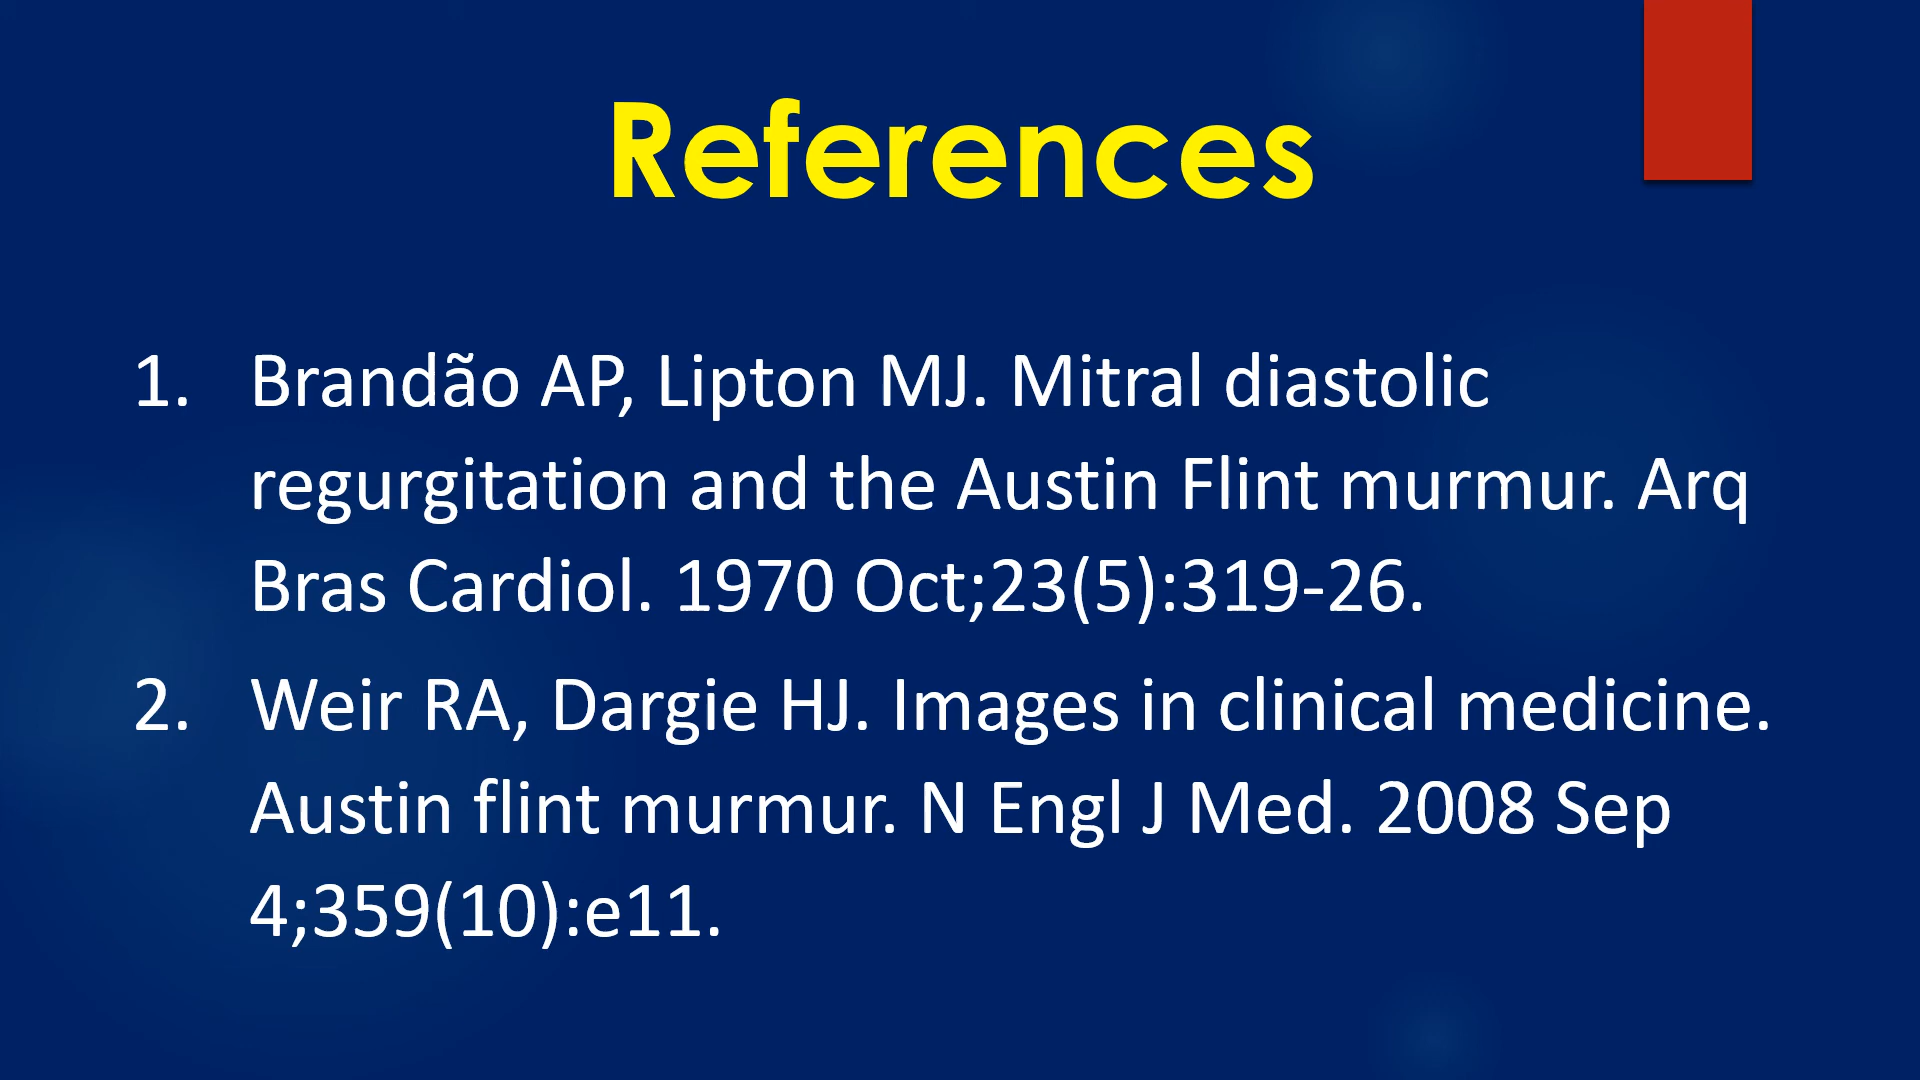 References
1. Brandão AP, Lipton MJ. Mitral diastolic
regurgitation and the Austin Flint murmur. Arq
Bras Cardiol. 1970 Oct;23(5):319-26.
2. Weir RA, Dargie HJ. Images in clinical medicine.
Austin flint murmur. N Engl J Med. 2008 Sep
4;359(10):e11.